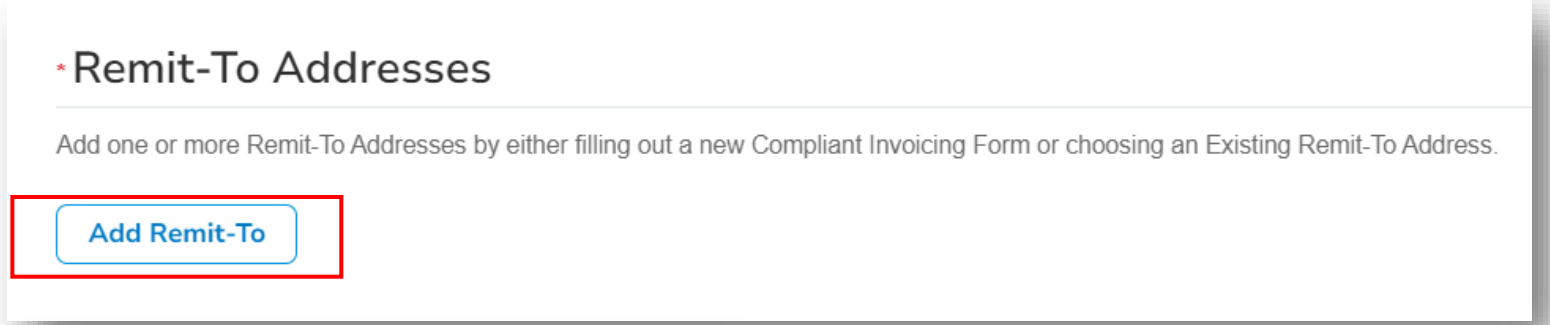 * Remit-To Addresses
Add one or more Remit-To Addresses by either filling out a new Compliant Invoicing Form or choosing an Existing Remit-To Address.
Add Remit-To